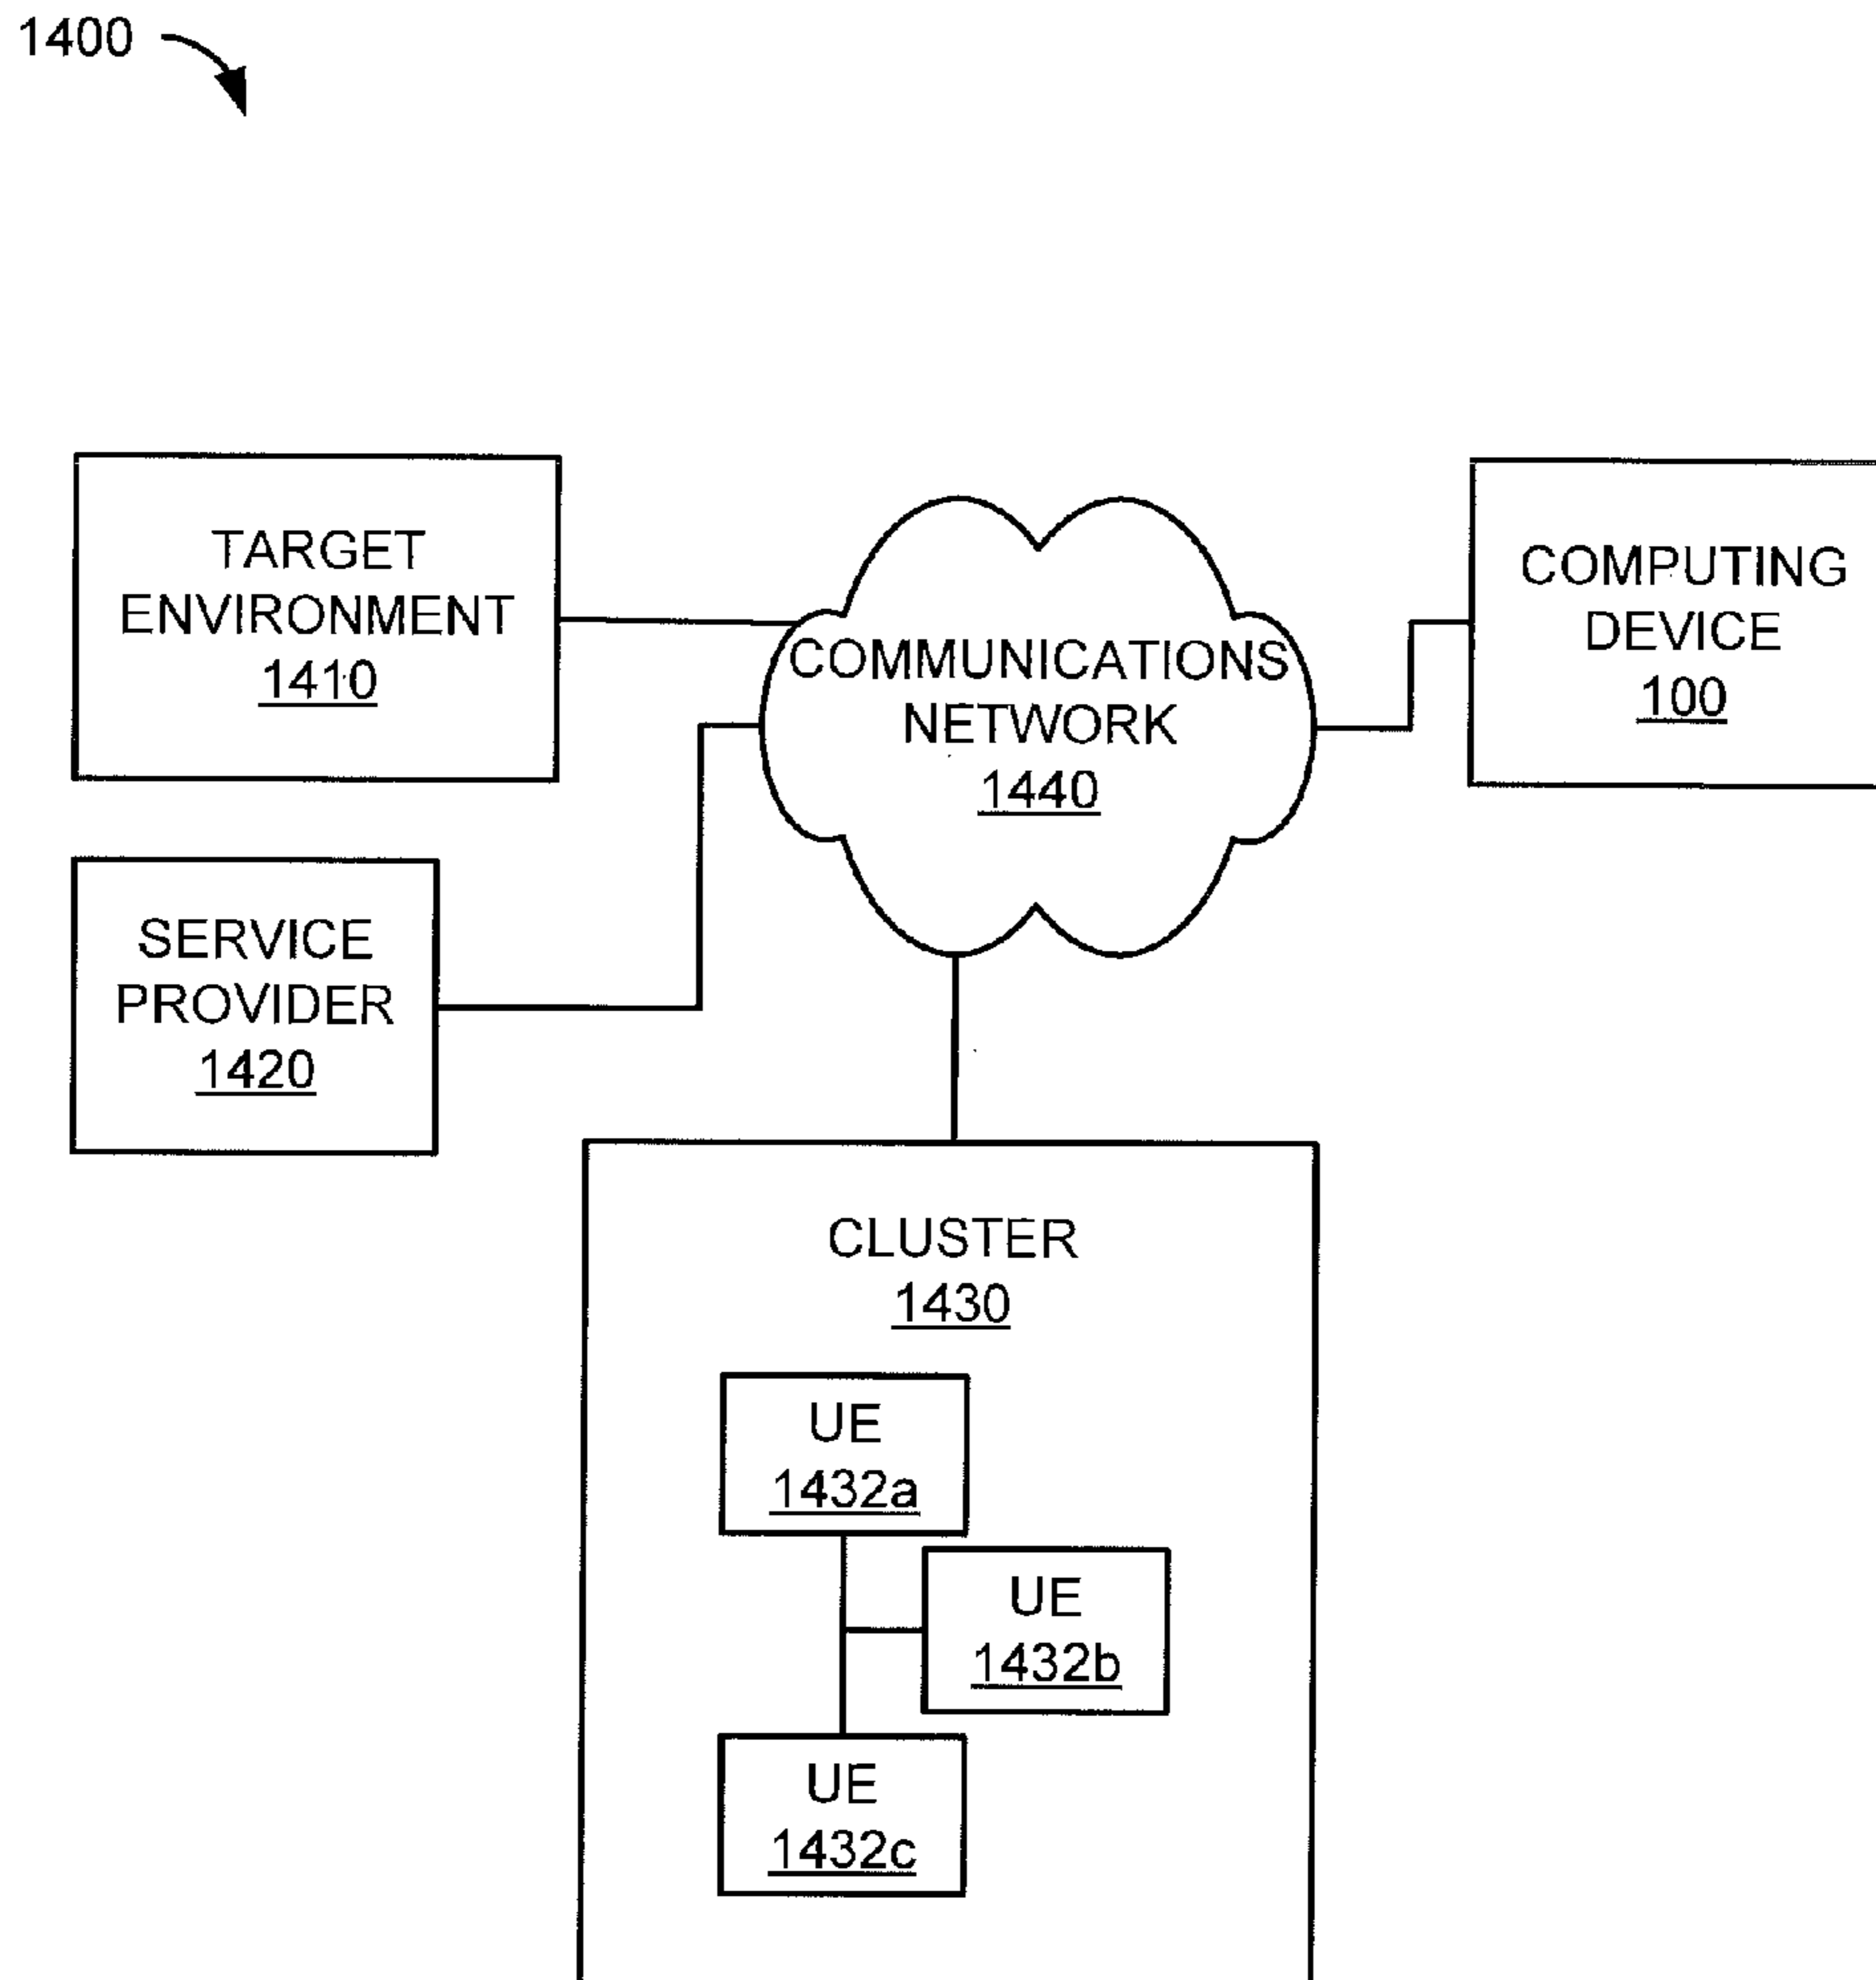 1400
TARGET
ENVIRONMENT
1410
COMMUNICATIONS
NETWORK
1440
COMPUTING
DEVICE
100
SERVICE
PROVIDER
1420
CLUSTER
1430
UE
1432a
UE
1432b
UE
1432c